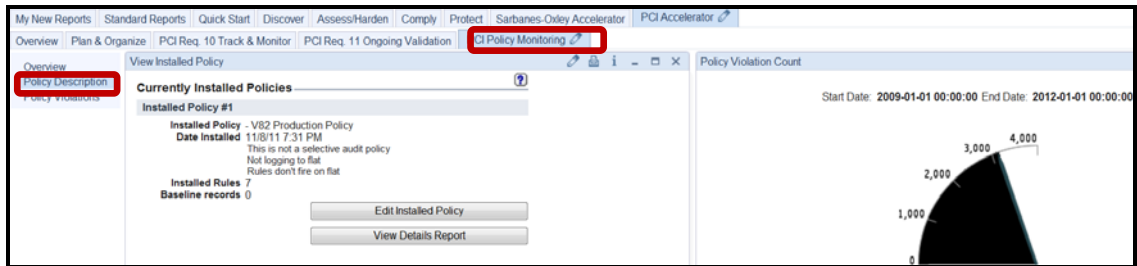 My New Reports Standard Reports Quick Start Discover Assess/Harden Comply Protect Sarbanes-Oxley Accelerator PCI Accelerator
Overview Plan & Organize PCI Req. 10 Track & Monitor PCI Req. 11 Ongoing Validation CI Policy Monitoring
Overview
Policy Description
Policy Violations
View Installed Policy
Currently Installed Policies
?
Installed Policy #1
Installed Policy - V82 Production Policy
Date Installed 11/8/11 7:31 PM
This is not a selective audit policy
Not logging to flat
Rules don't fire on flat
Installed Rules 7
Baseline records 0
Edit Installed Policy
View Details Report
Policy Violation Count
Start Date: 2009-01-01 00:00:00 End Date: 2012-01-01 00:00:00
4,000
3,000
2,000
1,000
0